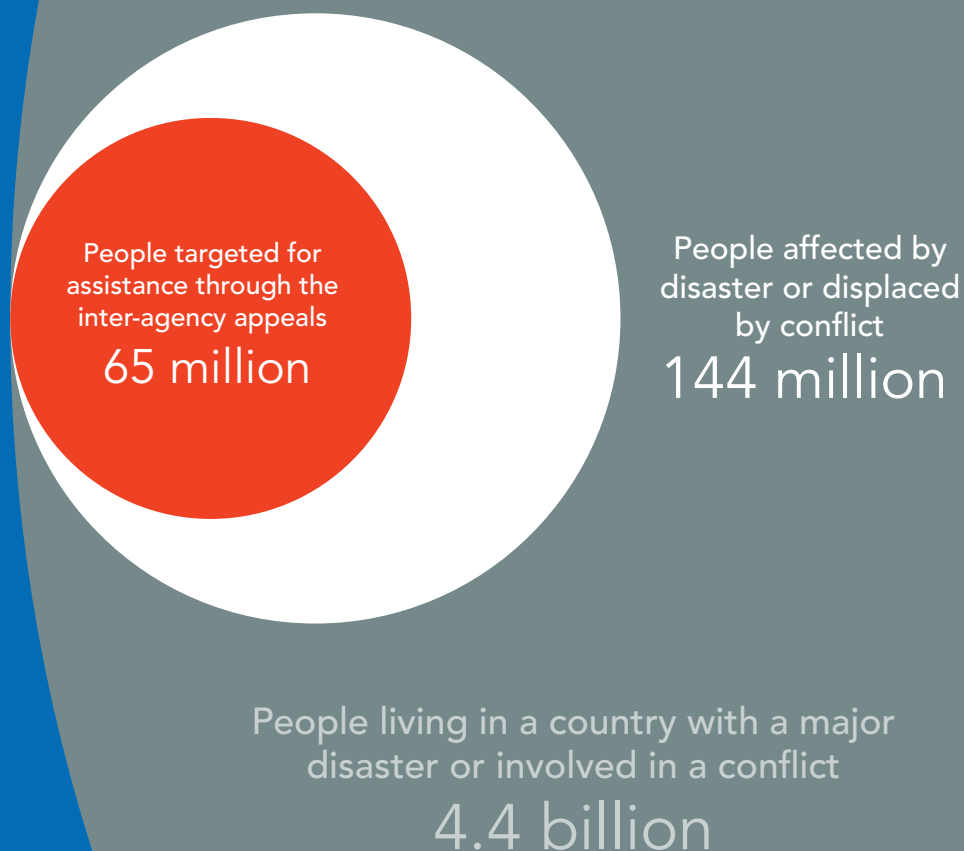 People targeted for
assistance through the
inter-agency appeals
65 million
People affected by
disaster or displaced
by conflict
144 million
People living in a country with a major
disaster or involved in a conflict
4.4 billion